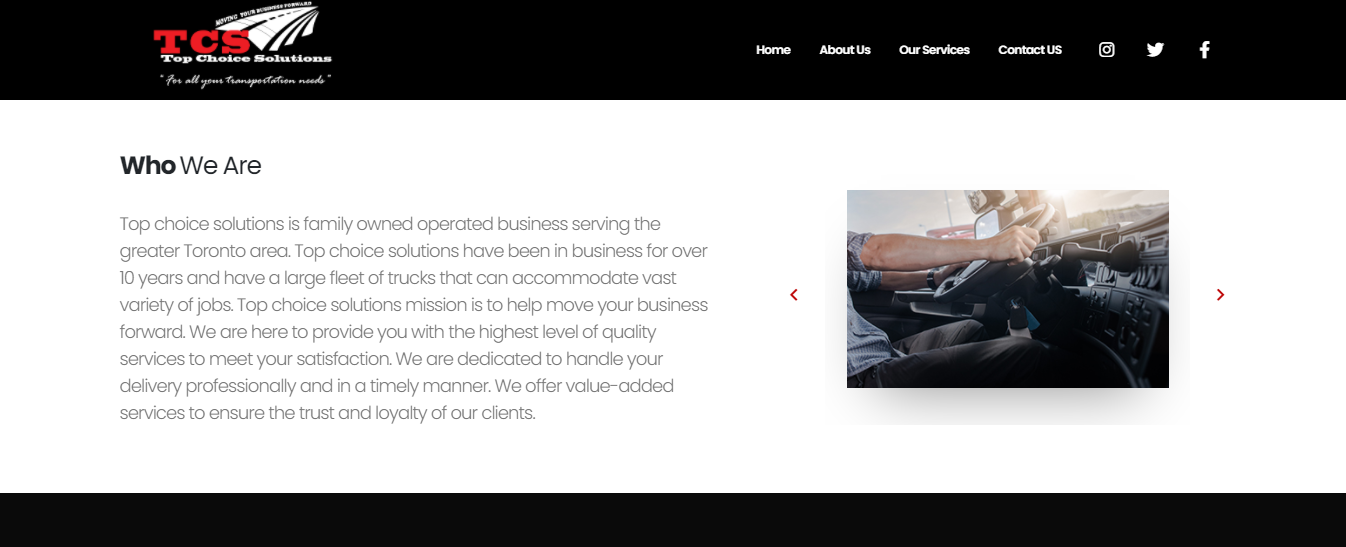 MOVING YOUR BUSINESS FORWARD
TCS
Top Choice Solutions
" For all your transportation needs "
Home About Us Our Services Contact US
Who We Are
Top choice solutions is family owned operated business serving the
greater Toronto area. Top choice solutions have been in business for over
10 years and have a large fleet of trucks that can accommodate vast
variety of jobs. Top choice solutions mission is to help move your business
forward. We are here to provide you with the highest level of quality
services to meet your satisfaction. We are dedicated to handle your
delivery professionally and in a timely manner. We offer value-added
services to ensure the trust and loyalty of our clients.